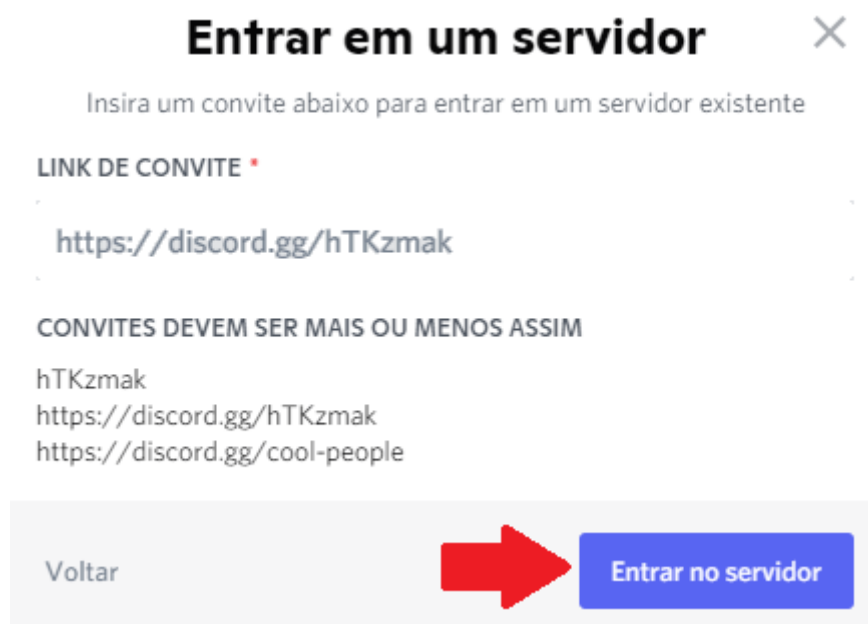 Entrar em um servidor
Insira um convite abaixo para entrar em um servidor existente
LINK DE CONVITE *
https://discord.gg/hTKzmak
CONVITES DEVEM SER MAIS OU MENOS ASSIM
hTKzmak
https://discord.gg/hTKzmak
https://discord.gg/cool-people
Voltar
Entrar no servidor